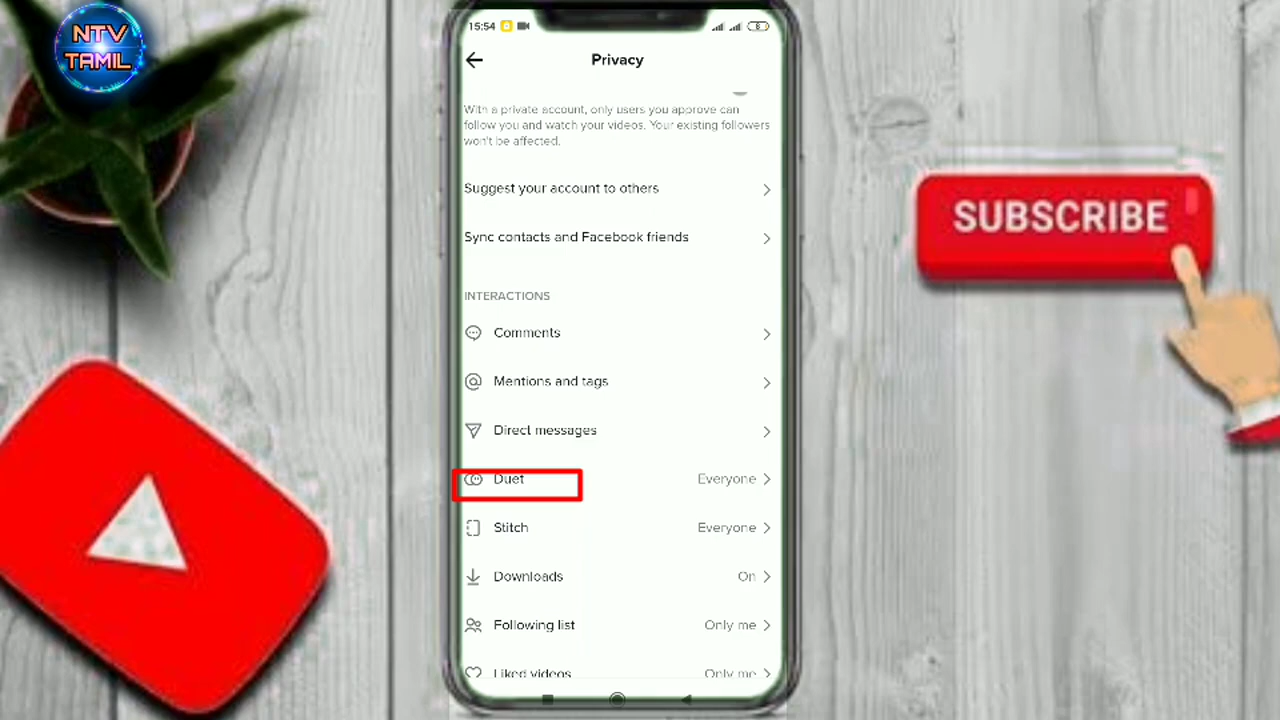 NTV
TAMIL
15:54
8
Privacy
With a private account, only users you approve can
follow you and watch your videos. Your existing followers
won't be affected.
Suggest your account to others
Sync contacts and Facebook friends
INTERACTIONS
Comments
Mentions and tags
Direct messages
Duet Everyone
Stitch Everyone
Downloads On
Following list Only me
Liked videos Only me
SUBSCRIBE